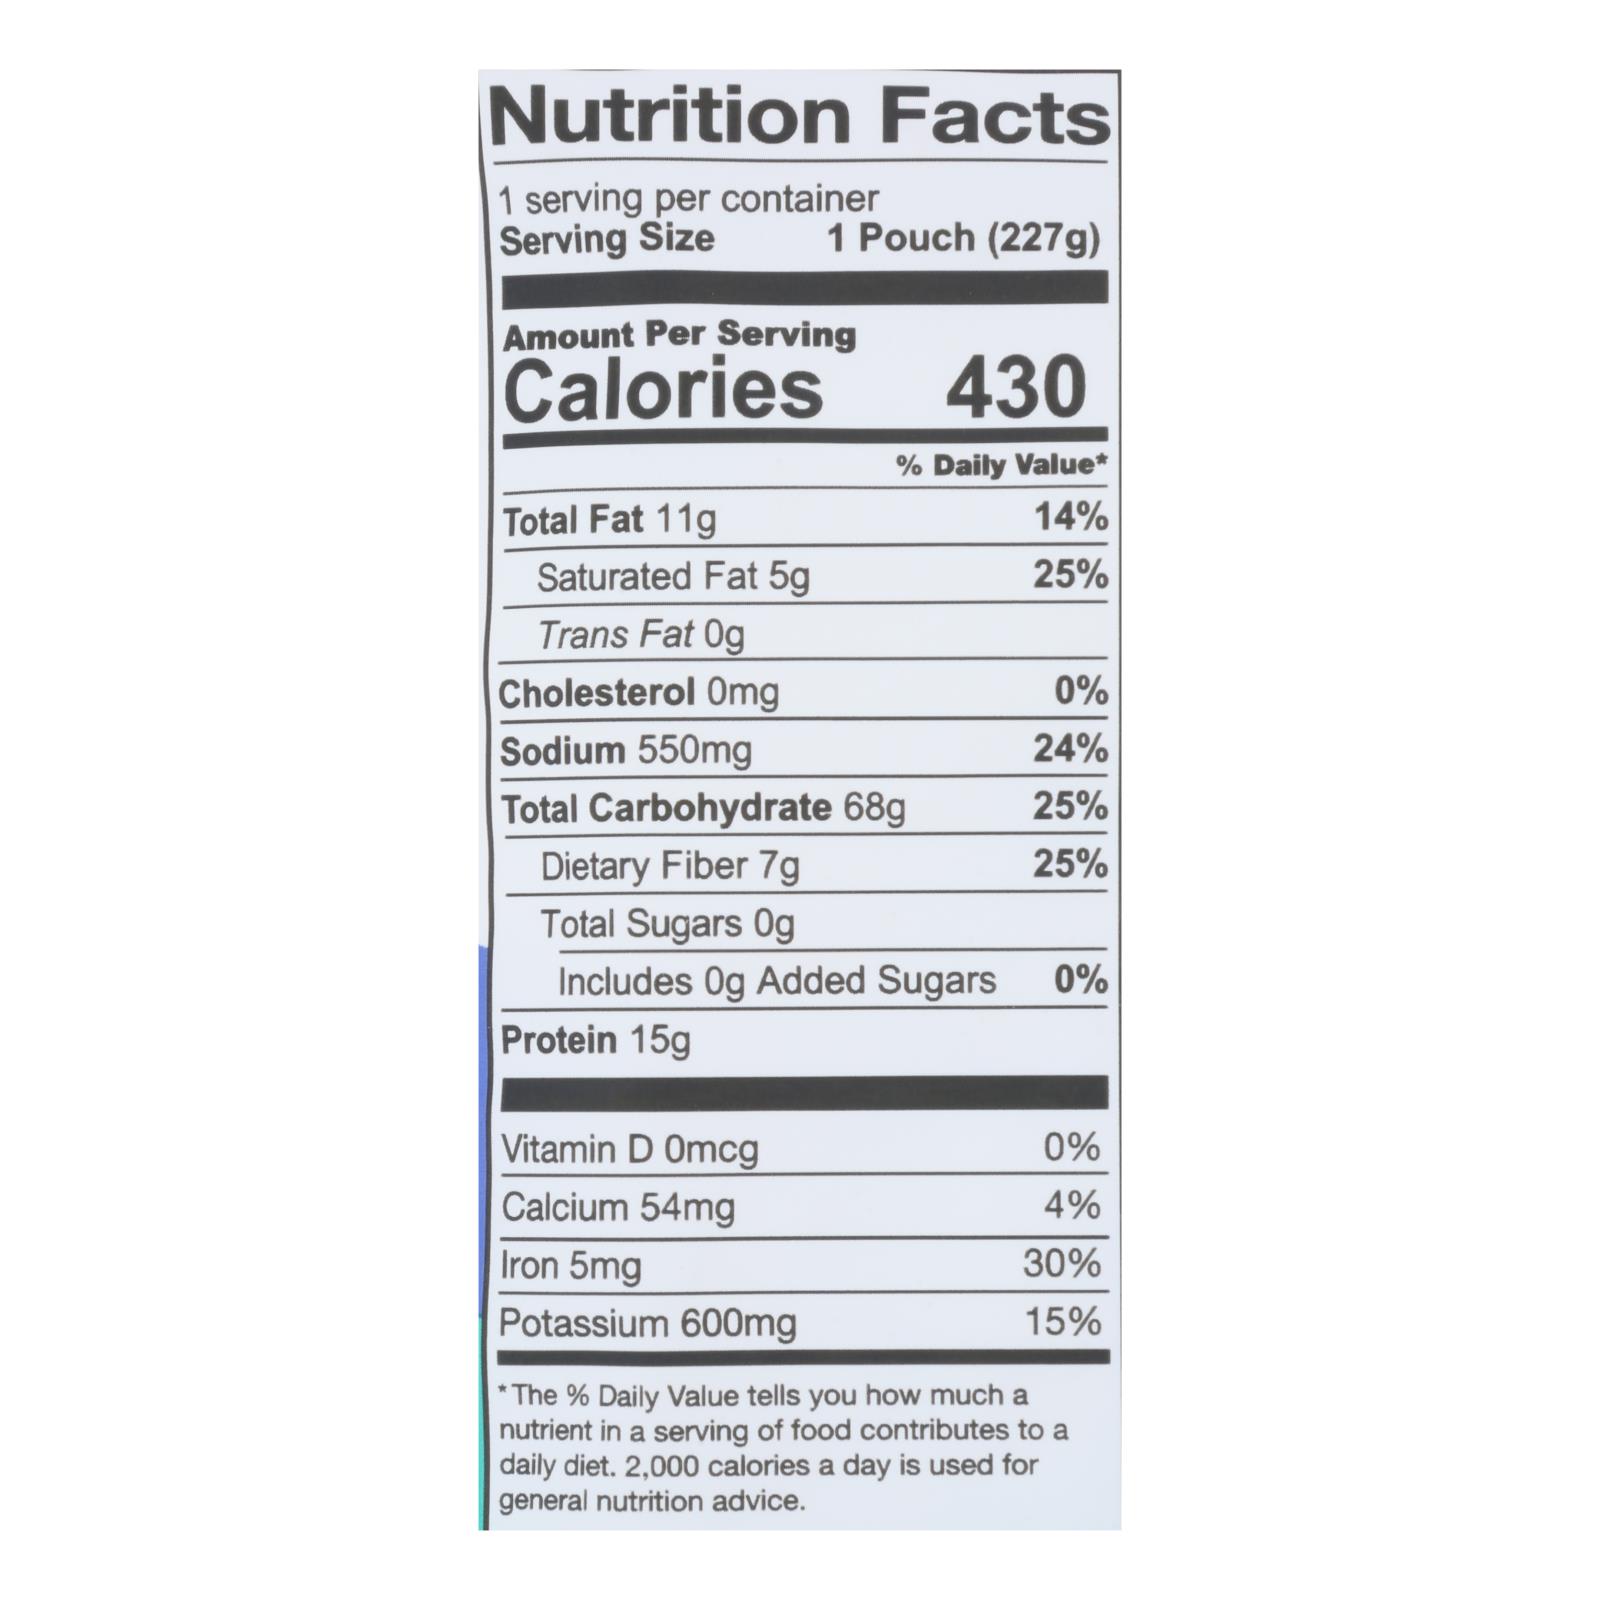 Nutrition Facts
1 serving per container
Serving Size 1 Pouch (227g)
Amount Per Serving
Calories 430
% Daily Value*
Total Fat 11g 14%
Saturated Fat 5g 25%
Trans Fat 0g
Cholesterol 0mg 0%
Sodium 550mg 24%
Total Carbohydrate 68g 25%
Dietary Fiber 7g 25%
Total Sugars 0g
Includes 0g Added Sugars 0%
Protein 15g
Vitamin D 0mcg 0%
Calcium 54mg 4%
Iron 5mg 30%
Potassium 600mg 15%
*The % Daily Value tells you how much a
nutrient in a serving of food contributes to a
daily diet. 2,000 calories a day is used for
general nutrition advice.